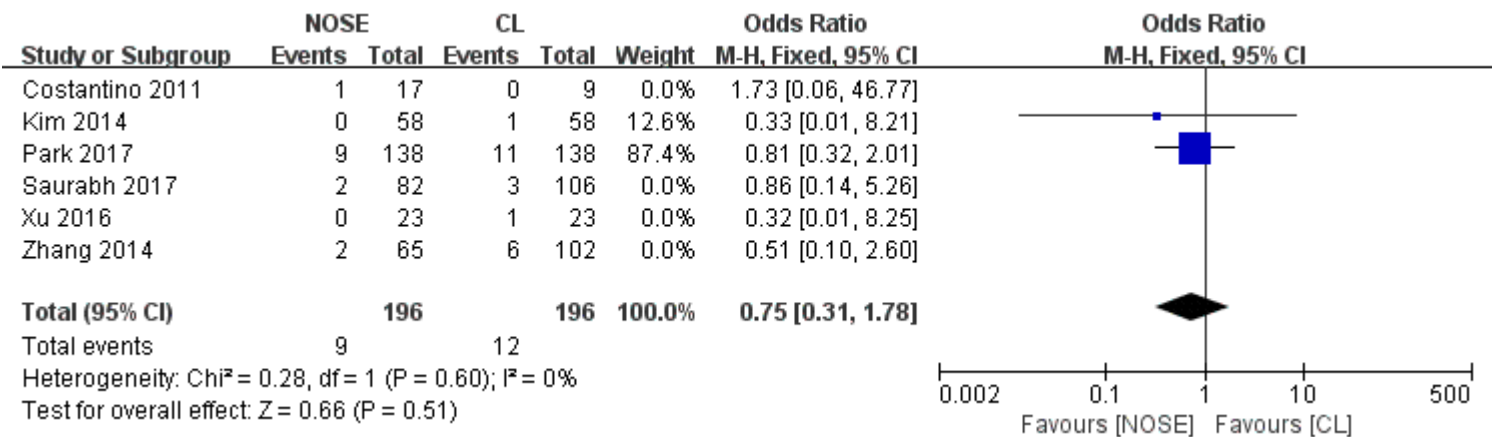 NOSE CL Odds Ratio Odds Ratio
Study or Subgroup Events Total Events Total Weight M-H, Fixed, 95% CI M-H, Fixed, 95% CI
Costantino 2011 1 17 0 9 0.0% 1.73 [0.06, 46.77]
Kim 2014 0 58 1 58 12.6% 0.33 [0.01, 8.21]
Park 2017 9 138 11 138 87.4% 0.81 [0.32, 2.01]
Saurabh 2017 2 82 3 106 0.0% 0.86 [0.14, 5.26]
Xu 2016 0 23 1 23 0.0% 0.32 [0.01, 8.25]
Zhang 2014 2 65 6 102 0.0% 0.51 [0.10, 2.60]
Total (95% CI) 196 196 100.0% 0.75 [0.31, 1.78]
Total events 9 12
Heterogeneity: Chi² = 0.28, df = 1 (P = 0.60); I² = 0%
Test for overall effect: Z = 0.66 (P = 0.51)
0.002 0.1 1 10 500
Favours [NOSE] Favours [CL]